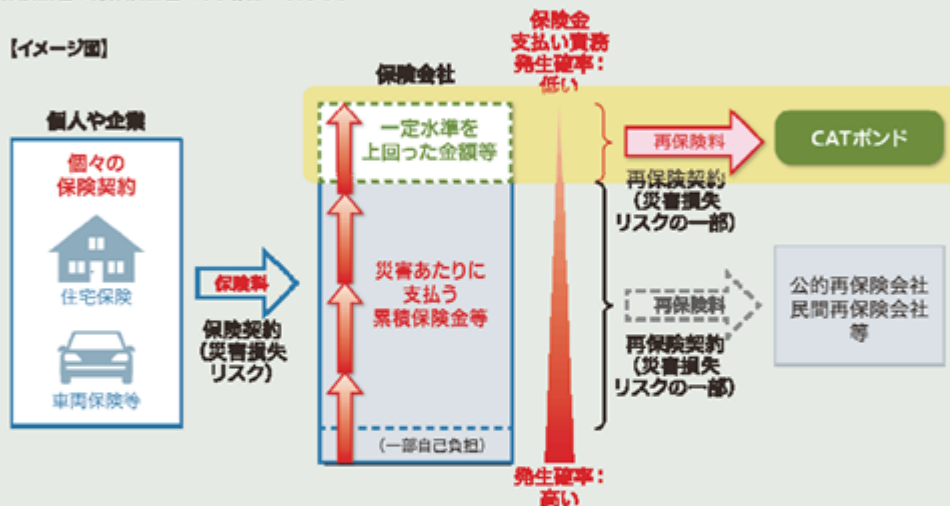 【イメージ図】
個人や企業
個々の
保険契約
住宅保険
車両保険等
保険料
保険契約
(災害損失
リスク)
保険会社
一定水準を
上回った金額等
災害あたりに
支払う
累積保険金等
(一部自己負担)
保険金
支払い責務
発生確率:
低い
発生確率:
高い
再保険料
再保険契約
(災害損失
リスクの一部)
CATボンド
再保険料
再保険契約
(災害損失
リスクの一部)
公的再保険会社
民間再保険会社
等